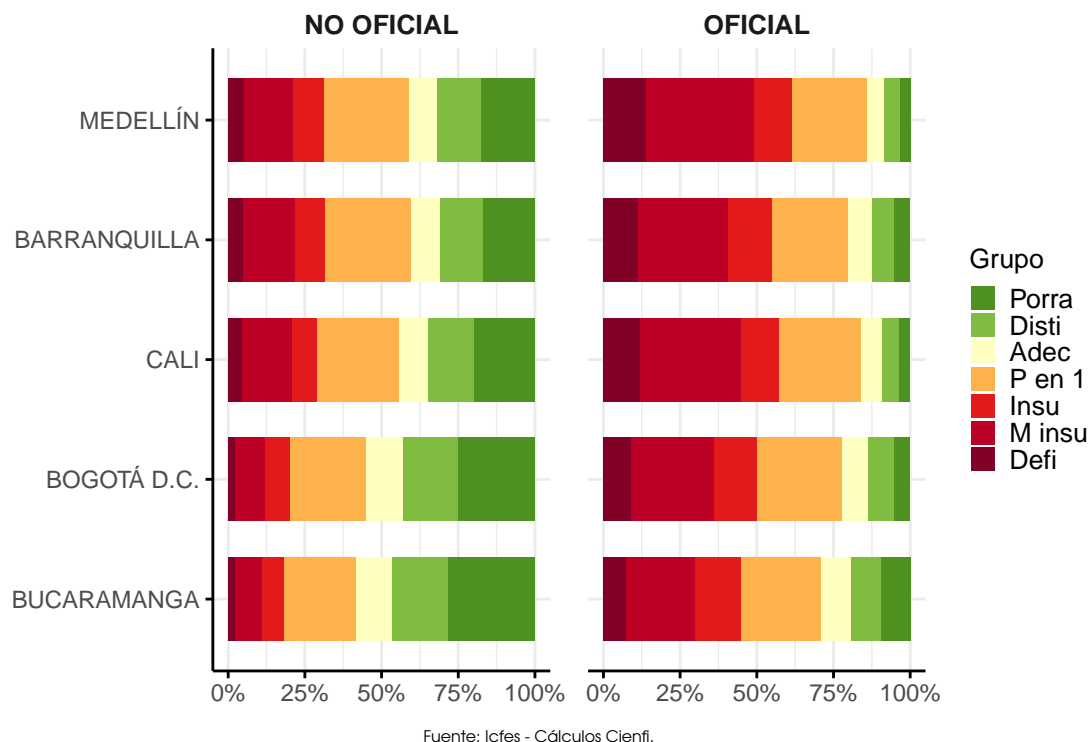 NO OFICIAL
OFICIAL
MEDELLÍN
BARRANQUILLA
CALI
BOGOTÁ D.C.
BUCARAMANGA
0% 25% 50% 75% 100%
0% 25% 50% 75% 100%
Grupo
Porra
Disti
Adec
P en 1
Insu
M insu
Defi
Fuente: Icfes - Cálculos Cienfi.